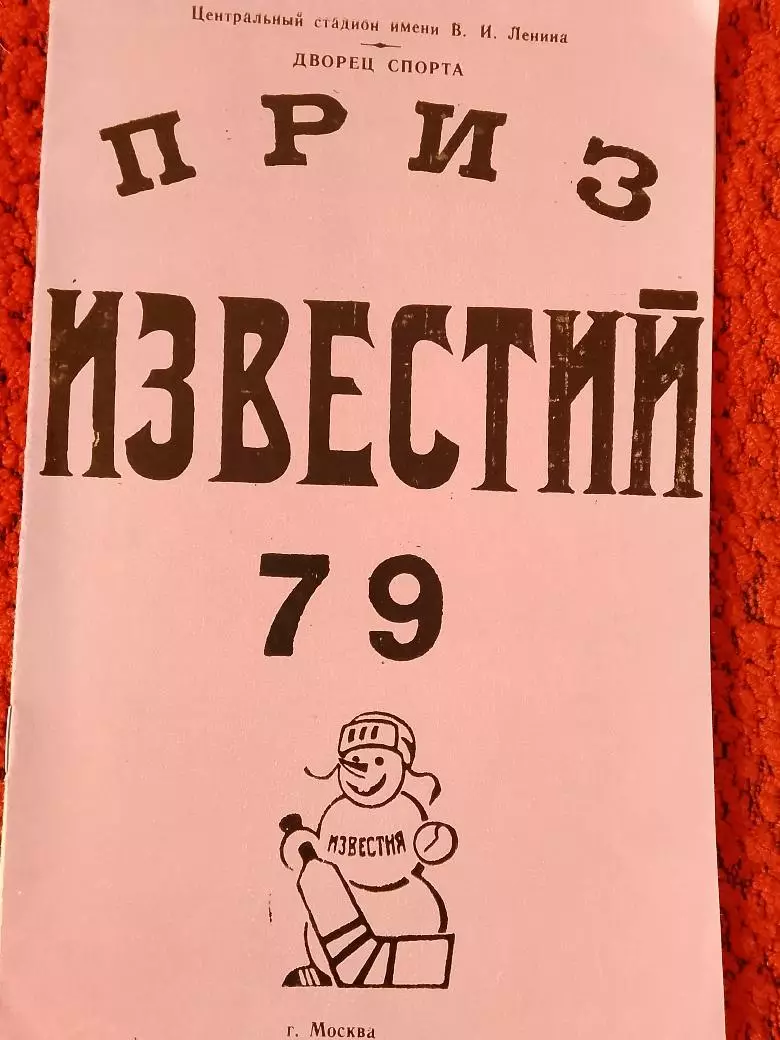 Центральный стадион имени В. И. Ленина
ДВОРЕЦ СПОРТА
ПРИЗ
ИЗВЕСТИЙ
79
ИЗВЕСТИЯ
г. Москва